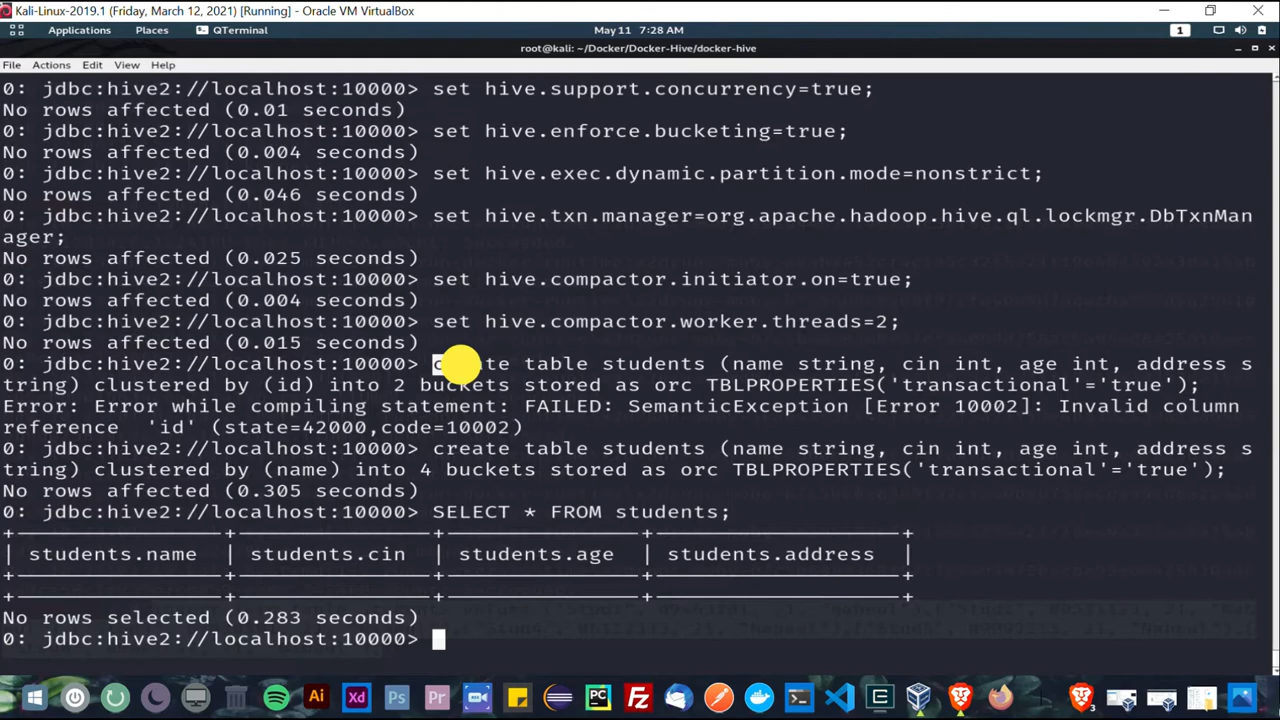 Kali-Linux-2019.1 (Friday, March 12, 2021) [Running] - Oracle VM VirtualBox
Applications Places QTerminal May 11 7:28 AM 1
root@kali: ~/Docker/Docker-Hive/docker-hive
File Actions Edit View Help
0: jdbc:hive2://localhost:10000> set hive.support.concurrency=true;
No rows affected (0.01 seconds)
0: jdbc:hive2://localhost:10000> set hive.enforce.bucketing=true;
No rows affected (0.004 seconds)
0: jdbc:hive2://localhost:10000> set hive.exec.dynamic.partition.mode=nonstrict;
No rows affected (0.046 seconds)
0: jdbc:hive2://localhost:10000> set hive.txn.manager=org.apache.hadoop.hive.ql.lockmgr.DbTxnMan
ager;
No rows affected (0.025 seconds)
0: jdbc:hive2://localhost:10000> set hive.compactor.initiator.on=true;
No rows affected (0.004 seconds)
0: jdbc:hive2://localhost:10000> set hive.compactor.worker.threads=2;
No rows affected (0.015 seconds)
0: jdbc:hive2://localhost:10000> create table students (name string, cin int, age int, address s
tring) clustered by (id) into 2 buckets stored as orc TBLPROPERTIES('transactional'='true');
Error: Error while compiling statement: FAILED: SemanticException [Error 10002]: Invalid column
reference 'id' (state=42000,code=10002)
0: jdbc:hive2://localhost:10000> create table students (name string, cin int, age int, address s
tring) clustered by (name) into 4 buckets stored as orc TBLPROPERTIES('transactional'='true');
No rows affected (0.305 seconds)
0: jdbc:hive2://localhost:10000> SELECT * FROM students;
| students.name | students.cin | students.age | students.address |
No rows selected (0.283 seconds)
0: jdbc:hive2://localhost:10000>
Ai Xd Ps Pr PC FZ